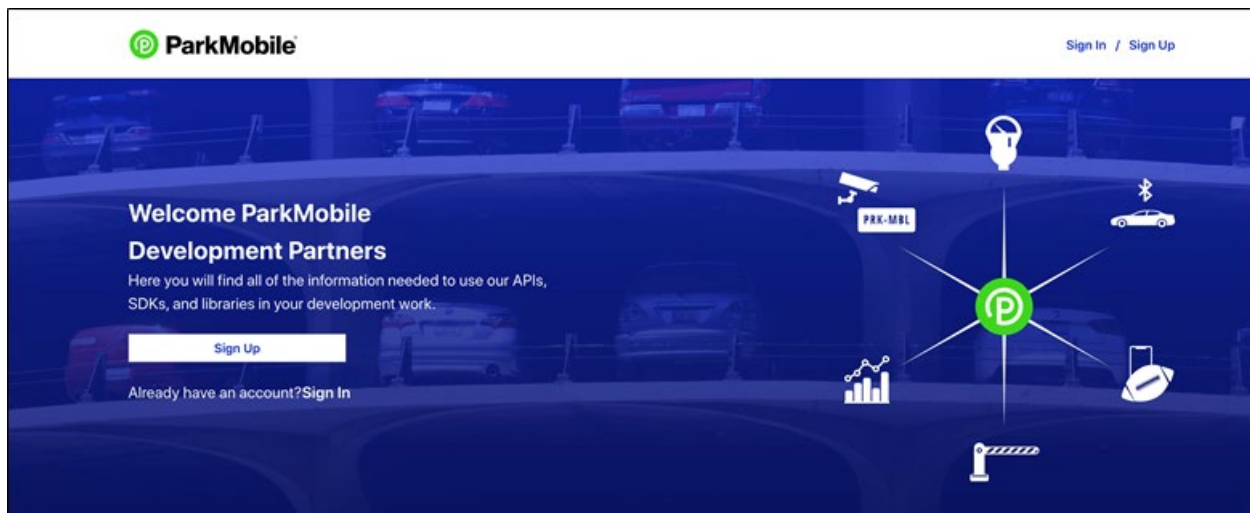 ParkMobile
Sign In / Sign Up
PRK-MBL
Welcome ParkMobile
Development Partners
Here you will find all of the information needed to use our APIs,
SDKs, and libraries in your development work.
Sign Up
Already have an account?Sign In